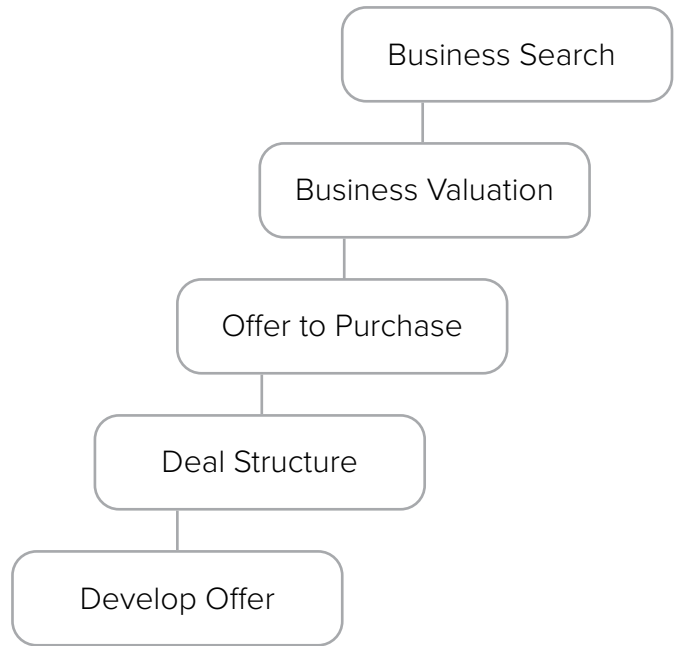 Business Search
Business Valuation
Offer to Purchase
Deal Structure
Develop Offer